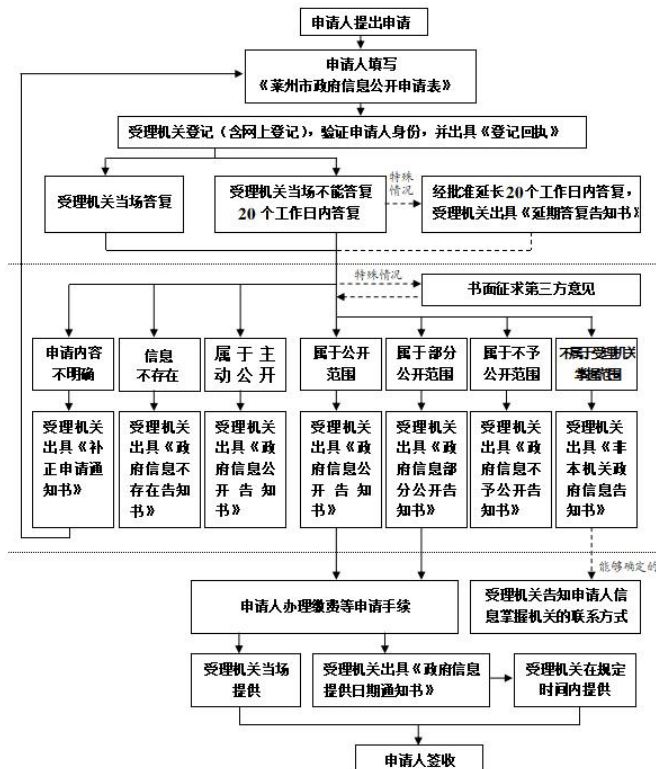 申请人提出申请
申请人填写
《莱州市政府信息公开申请表》
受理机关登记（含网上登记），验证申请人身份，并出具《登记回执》
受理机关当场答复
受理机关当场不能答复
20个工作日内答复
特殊
情况
经批准延长20个工作日内答复，
受理机关出具《延期答复告知书》
特殊情况
书面征求第三方意见
申请内容
不明确
信息
不存在
属于主
动公开
属于公开
范围
属于部分
公开范围
属于不予
公开范围
不属于受理机关
掌握范围
受理机关
出具《补
正申请通
知书》
受理机关
出具《政
府信息不
存在告知
书》
受理机关
出具《政
府信息公
开告知
书》
受理机关
出具《政
府信息公
开告知
书》
受理机关
出具《政
府信息部
分公开告
知书》
受理机关
出具《政
府信息不
予公开告
知书》
受理机关
出具《非
本机关政
府信息告
知书》
能够确定的
申请人办理缴费等申请手续
受理机关告知申请人信
息掌握机关的联系方式
受理机关当场
提供
受理机关出具《政府信息
提供日期通知书》
受理机关在规定
时间内提供
申请人签收